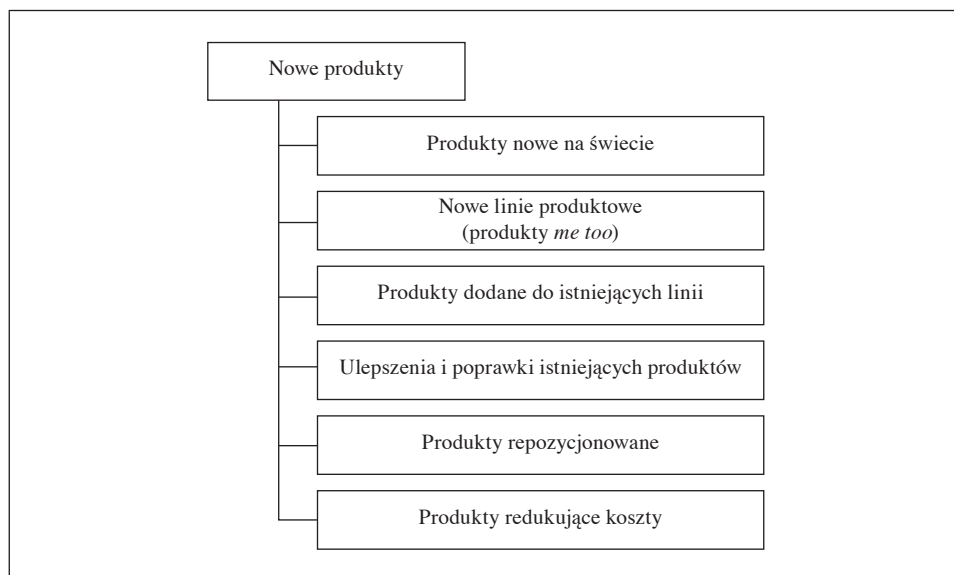 Nowe produkty
Produkty nowe na świecie
Nowe linie produktowe
(produkty me too)
Produkty dodane do istniejących linii
Ulepszenia i poprawki istniejących produktów
Produkty repozycjonowane
Produkty redukujące koszty